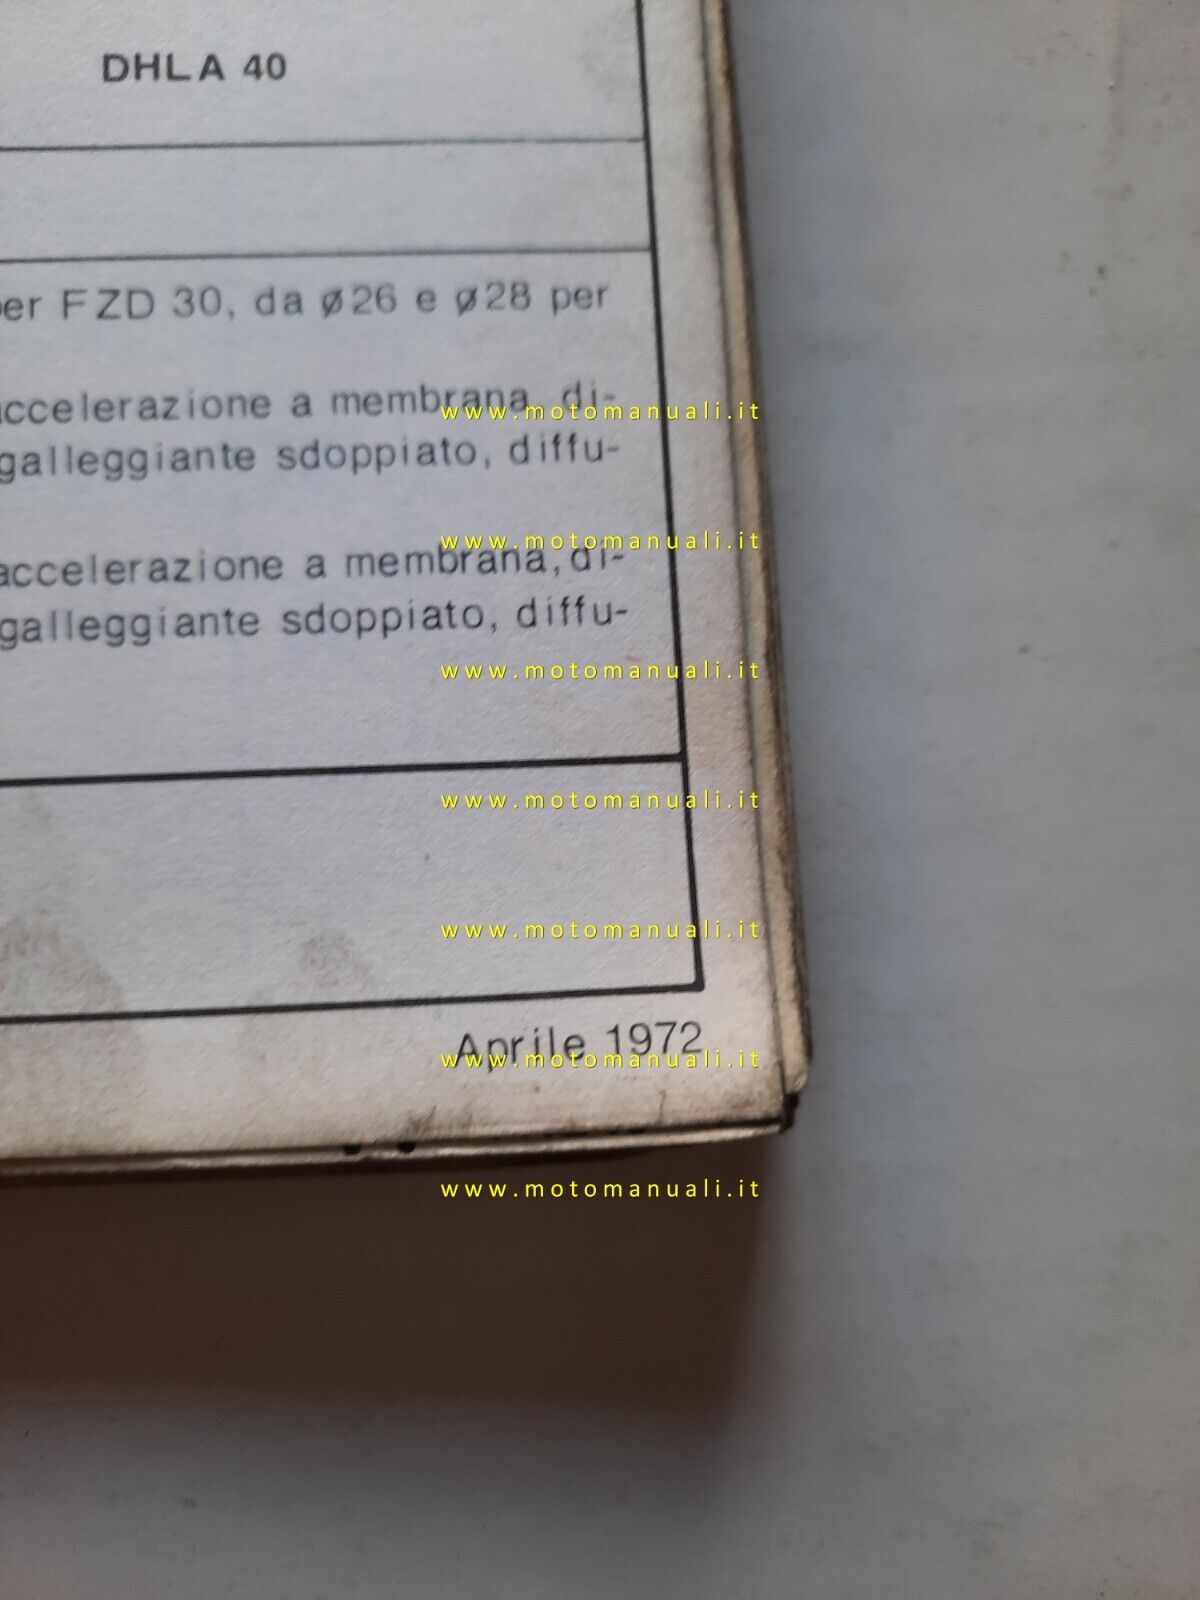 DHLA 40
per FZD 30, da ø26 e ø28 per
accelerazione a membrana, di-
www.motomanuali.it
galleggiante sdoppiato, diffu-
www.motomanuali.it
accelerazione a membrana, di-
galleggiante sdoppiato, diffu-
www.motomanuali.it
www.motomanuali.it
www.motomanuali.it
Aprile 1972
www.motomanuali.it
www.motomanuali.it